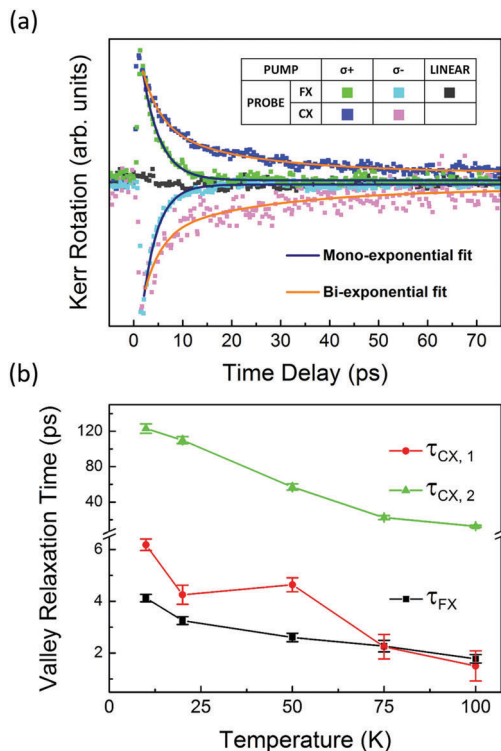 (a)
PUMP σ+ σ- LINEAR
PROBE FX
CX
Kerr Rotation (arb. units)
Mono-exponential fit
Bi-exponential fit
0 10 20 30 40 50 60 70
Time Delay (ps)
(b)
Valley Relaxation Time (ps)
120
80
40
6
4
2
τCX, 1
τCX, 2
τFX
0 25 50 75 100
Temperature (K)